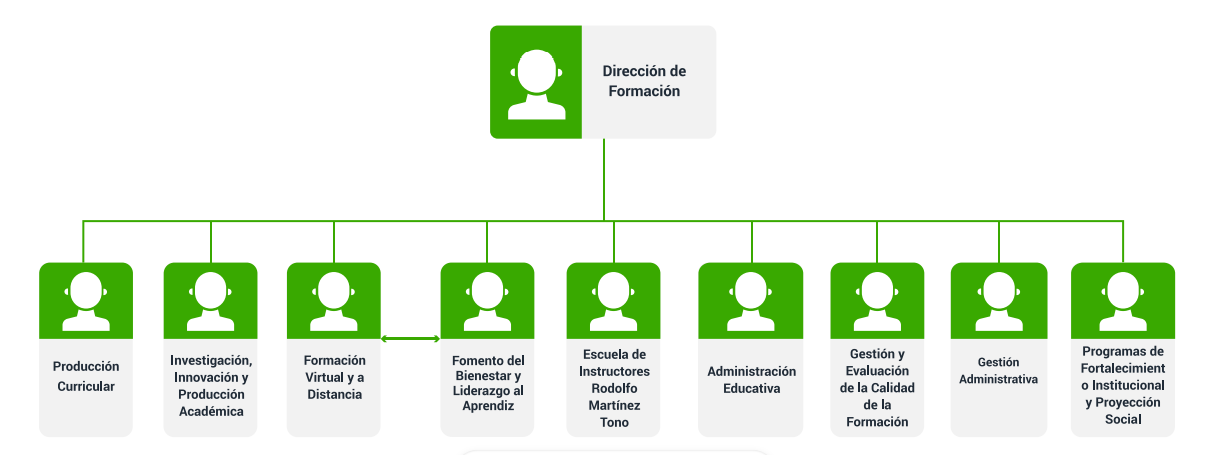 Dirección de
Formación
Producción
Curricular
Investigación,
Innovación y
Producción
Académica
Formación
Virtual y a
Distancia
Fomento del
Bienestar y
Liderazgo al
Aprendiz
Escuela de
Instructores
Rodolfo
Martínez
Tono
Administración
Educativa
Gestión y
Evaluación
de la Calidad
de la
Formación
Gestión
Administrativa
Programas de
Fortalecimient
o Institucional
y Proyección
Social